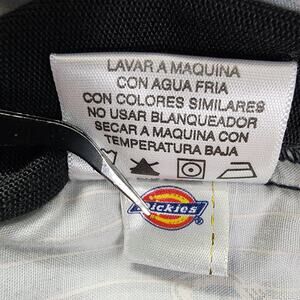 LAVAR A MAQUINA
CON AGUA FRIA
CON COLORES SIMILARES
NO USAR BLANQUEADOR
SECAR A MAQUINA CON
TEMPERATURA BAJA
Dickies